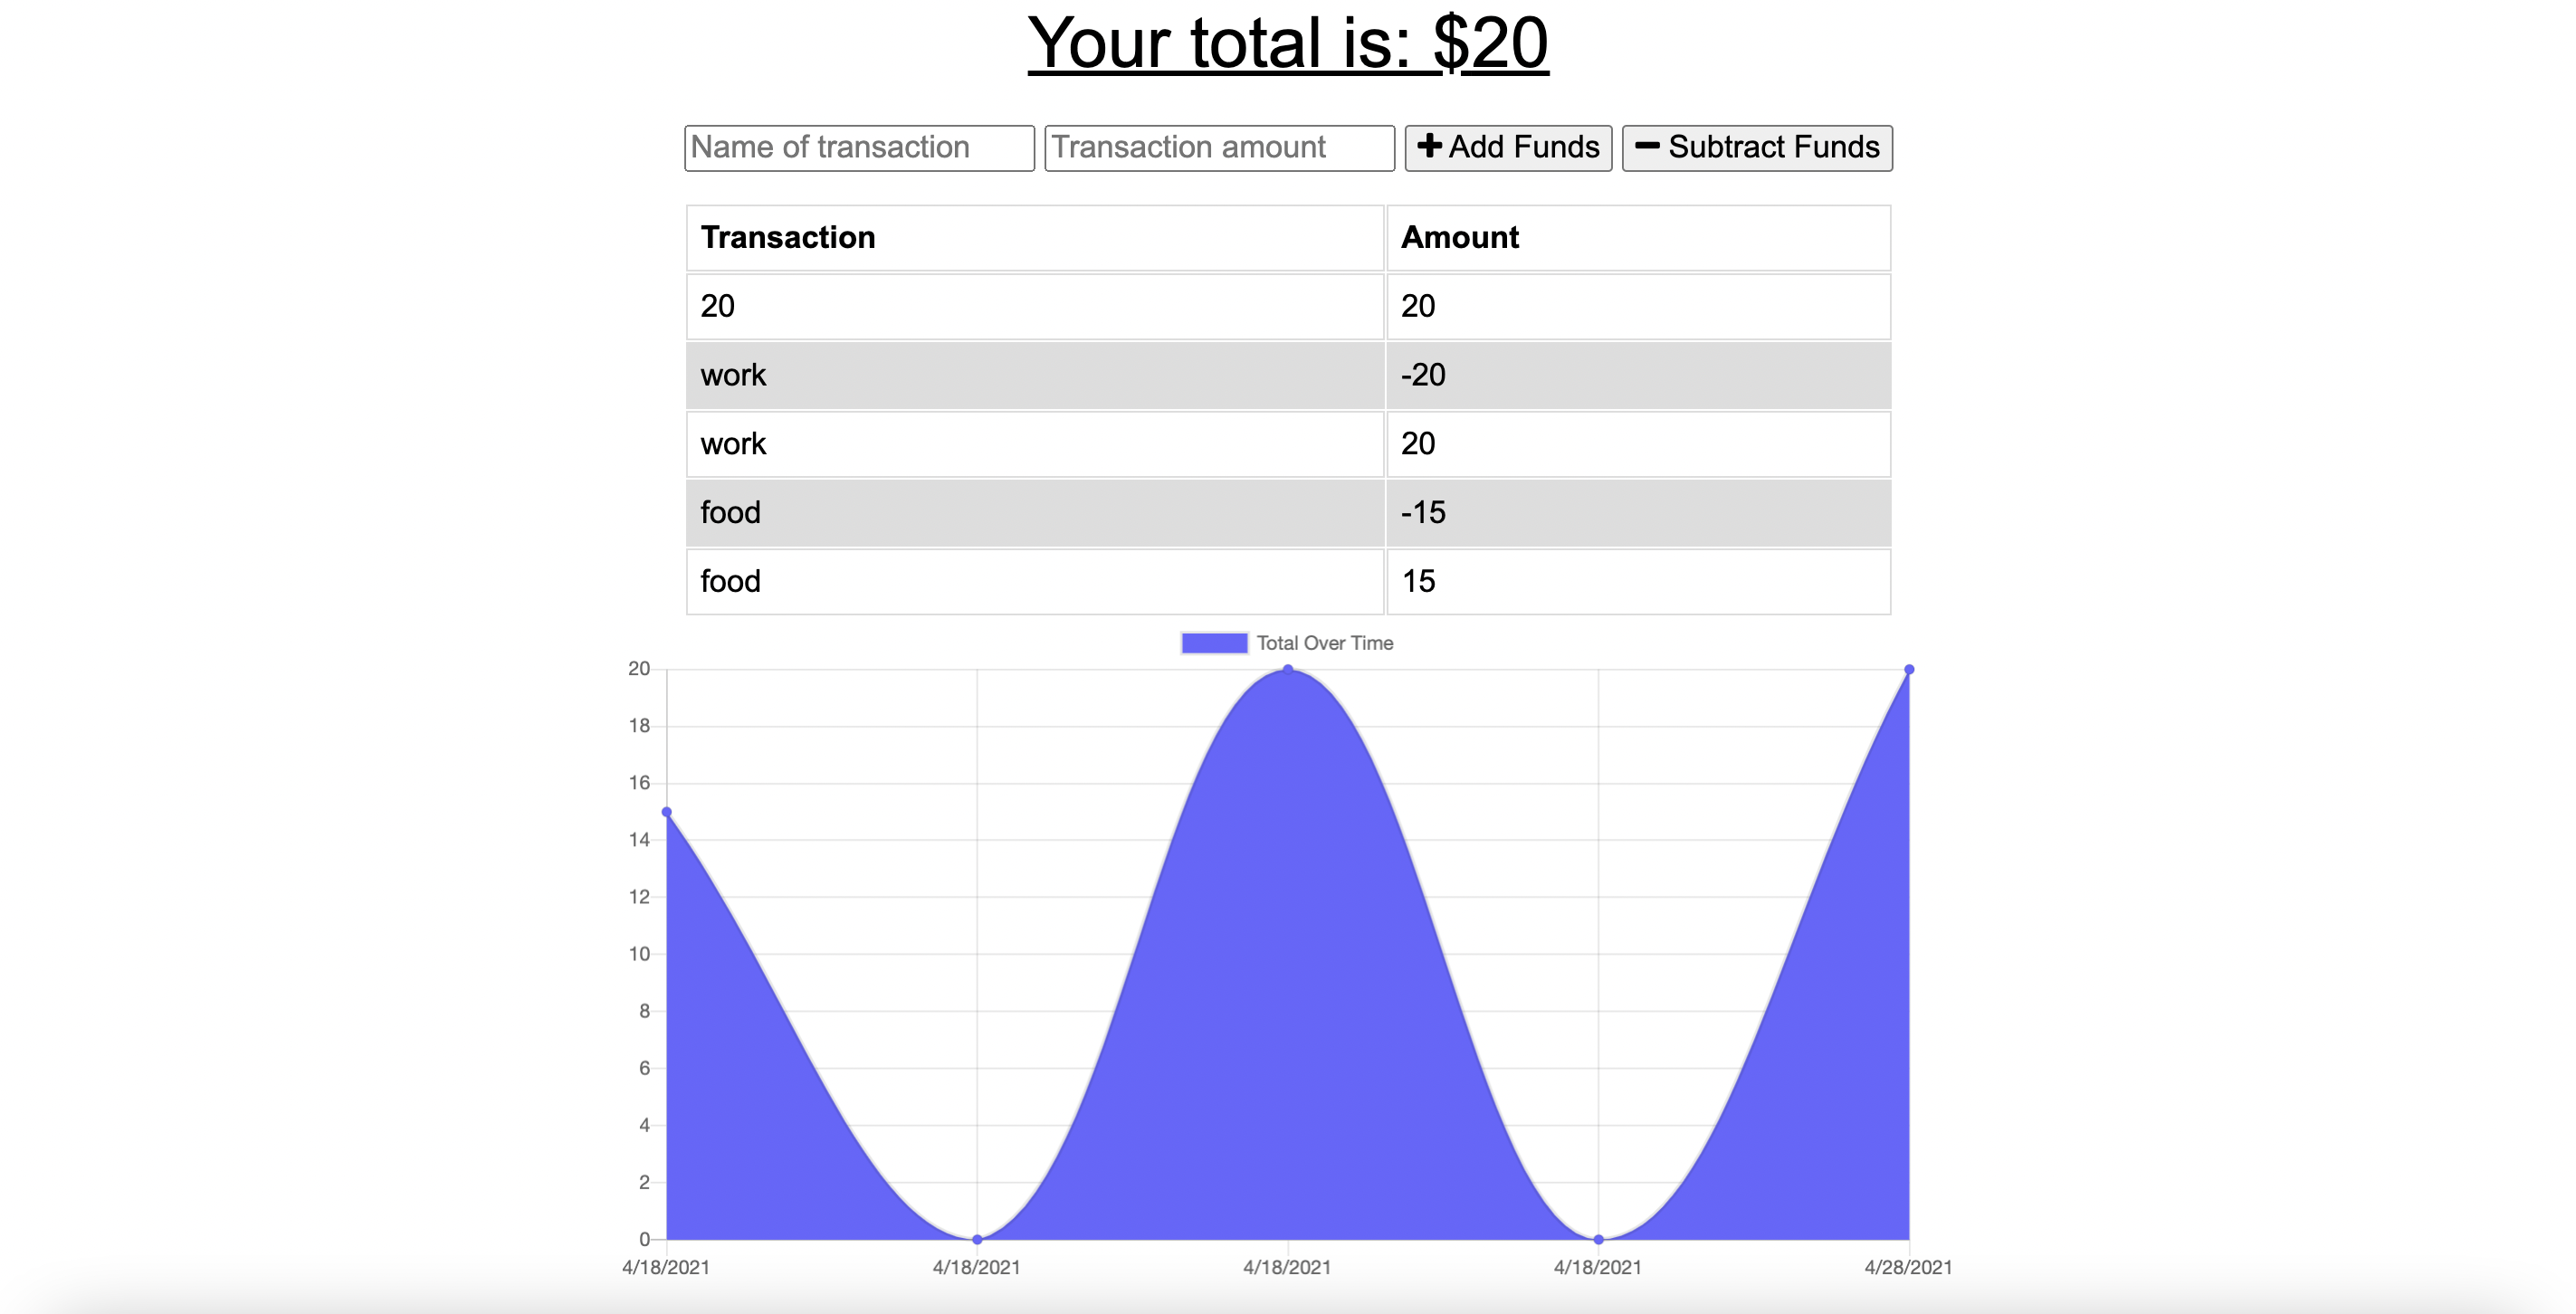 Your total is: $20
Name of transaction Transaction amount Add Funds Subtract Funds
Transaction Amount
20 20
work -20
work 20
food -15
food 15
Total Over Time
20
18
16
14
12
10
8
6
4
2
0
4/18/2021 4/18/2021 4/18/2021 4/18/2021 4/28/2021